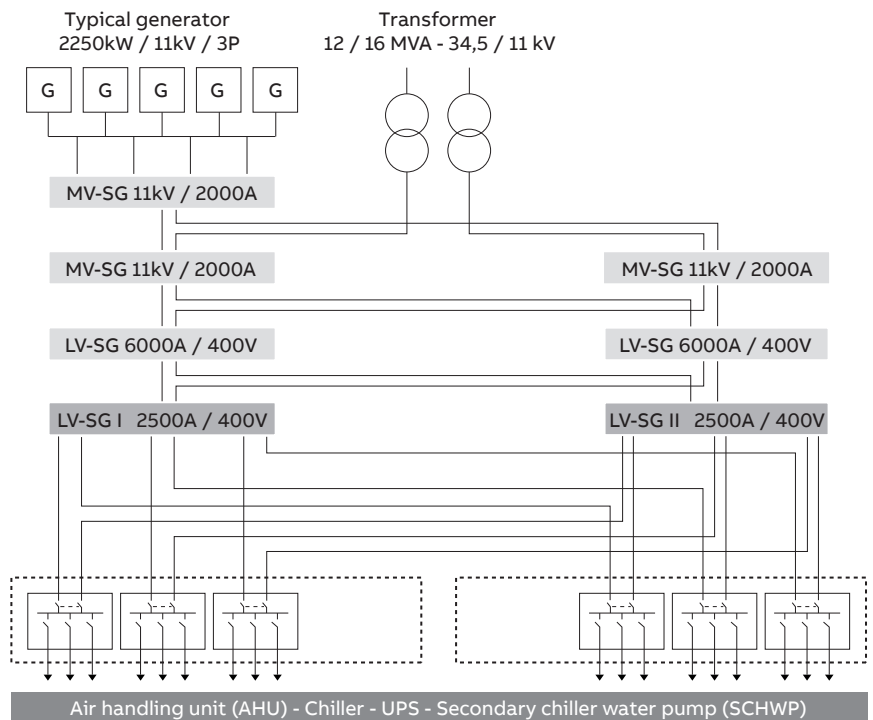 Typical generator
2250kW / 11kV / 3P
Transformer
12 / 16 MVA - 34,5 / 11 kV
G G G G G
MV-SG 11kV / 2000A
MV-SG 11kV / 2000A
MV-SG 11kV / 2000A
LV-SG 6000A / 400V
LV-SG 6000A / 400V
LV-SG I 2500A / 400V
LV-SG II 2500A / 400V
Air handling unit (AHU) - Chiller - UPS - Secondary chiller water pump (SCHWP)